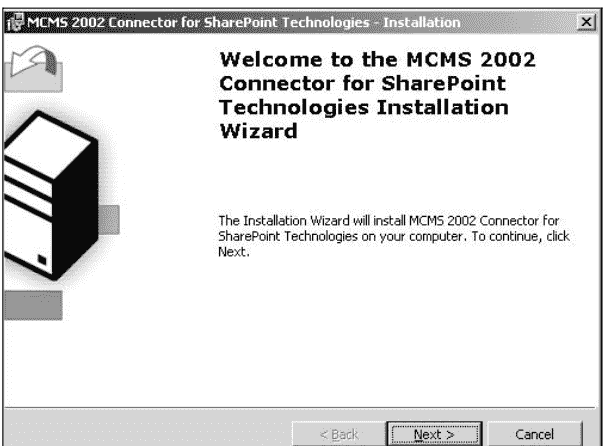 MCMS 2002 Connector for SharePoint Technologies - Installation
Welcome to the MCMS 2002
Connector for SharePoint
Technologies Installation
Wizard
The Installation Wizard will install MCMS 2002 Connector for
SharePoint Technologies on your computer. To continue, click
Next.
< Back Next > Cancel